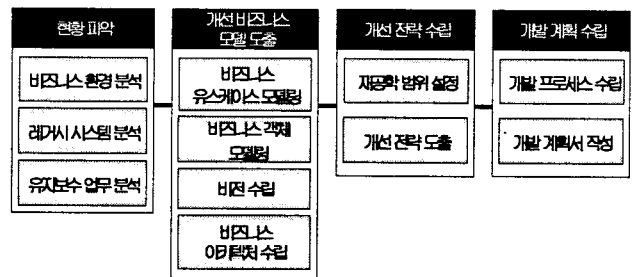 현황 파악
비즈니스 환경 분석
레거시 시스템 분석
유지보수 업무 분석
개선 비즈니스
모델 도출
비즈니스
유스케이스 모델링
비즈니스 객체
모델링
비전 수립
비즈니스
아키텍처 수립
개선 전략 수립
재공학 범위 설정
개선 전략 도출
개발 계획 수립
개발 프로세스 수립
개발 계획서 작성